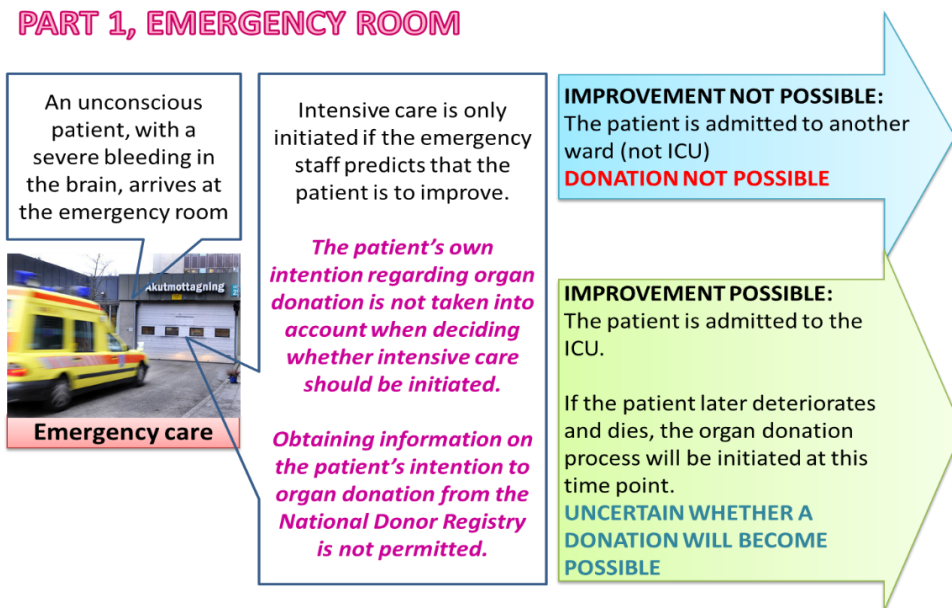 PART 1, EMERGENCY ROOM
An unconscious
patient, with a
severe bleeding in
the brain, arrives at
the emergency room
Akutmottagning
Emergency care
Intensive care is only
initiated if the emergency
staff predicts that the
patient is to improve.
The patient's own
intention regarding organ
donation is not taken into
account when deciding
whether intensive care
should be initiated.
Obtaining information on
the patient's intention to
organ donation from the
National Donor Registry
is not permitted.
IMPROVEMENT NOT POSSIBLE:
The patient is admitted to another
ward (not ICU)
DONATION NOT POSSIBLE
IMPROVEMENT POSSIBLE:
The patient is admitted to the
ICU.
If the patient later deteriorates
and dies, the organ donation
process will be initiated at this
time point.
UNCERTAIN WHETHER A
DONATION WILL BECOME
POSSIBLE